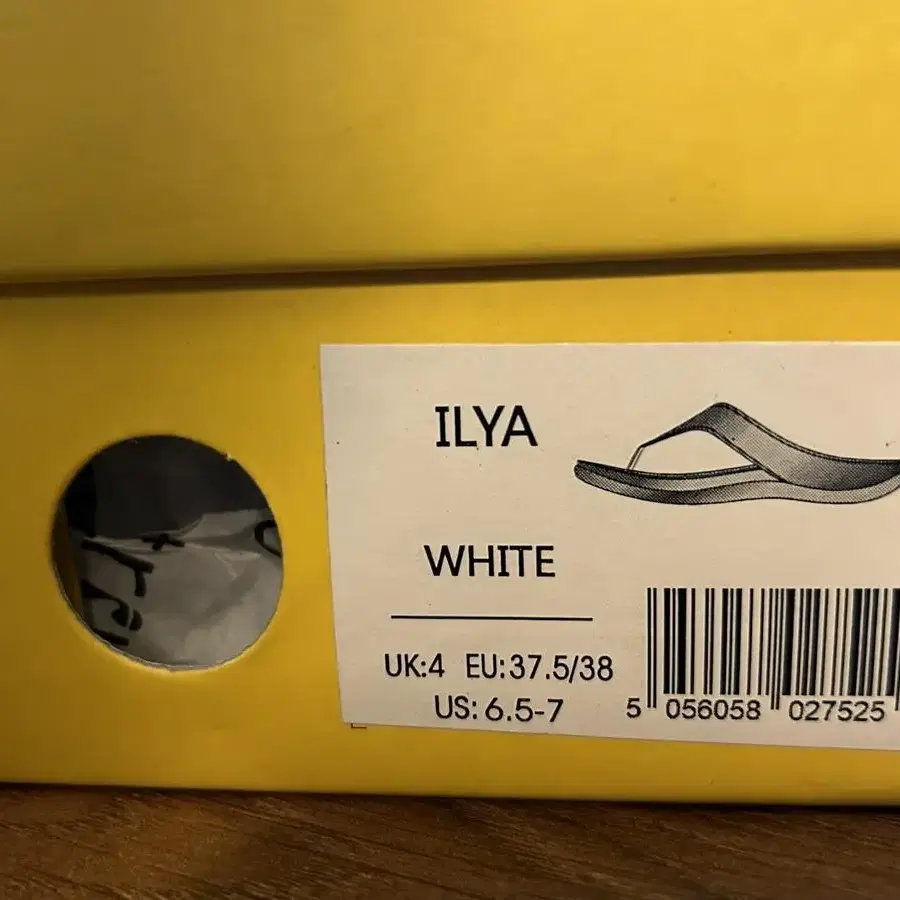 ILYA
WHITE
UK:4 EU:37.5/38
US: 6.5-7
5 056058 027525